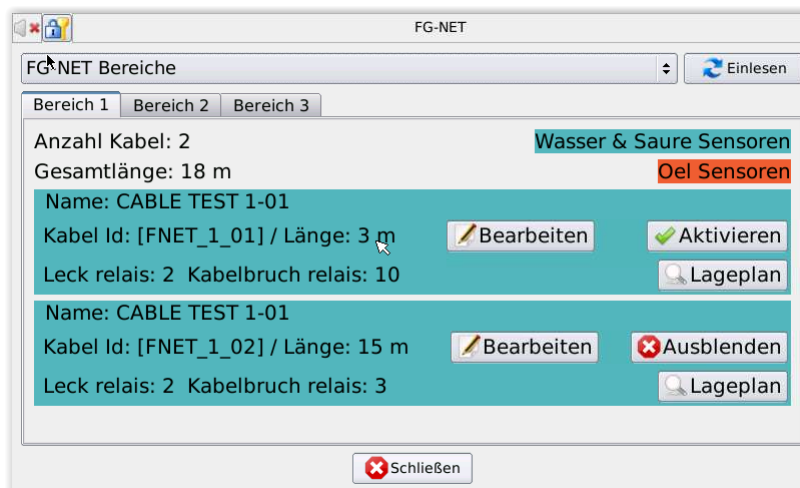 FG-NET
FG-NET Bereiche
Einlesen
Bereich 1 Bereich 2 Bereich 3
Anzahl Kabel: 2 Wasser & Saure Sensoren
Gesamtlänge: 18 m Oel Sensoren
Name: CABLE TEST 1-01
Kabel Id: [FNET_1_01] / Länge: 3 m Bearbeiten Aktivieren
Leck relais: 2 Kabelbruch relais: 10 Lageplan
Name: CABLE TEST 1-01
Kabel Id: [FNET_1_02] / Länge: 15 m Bearbeiten Ausblenden
Leck relais: 2 Kabelbruch relais: 3 Lageplan
Schließen